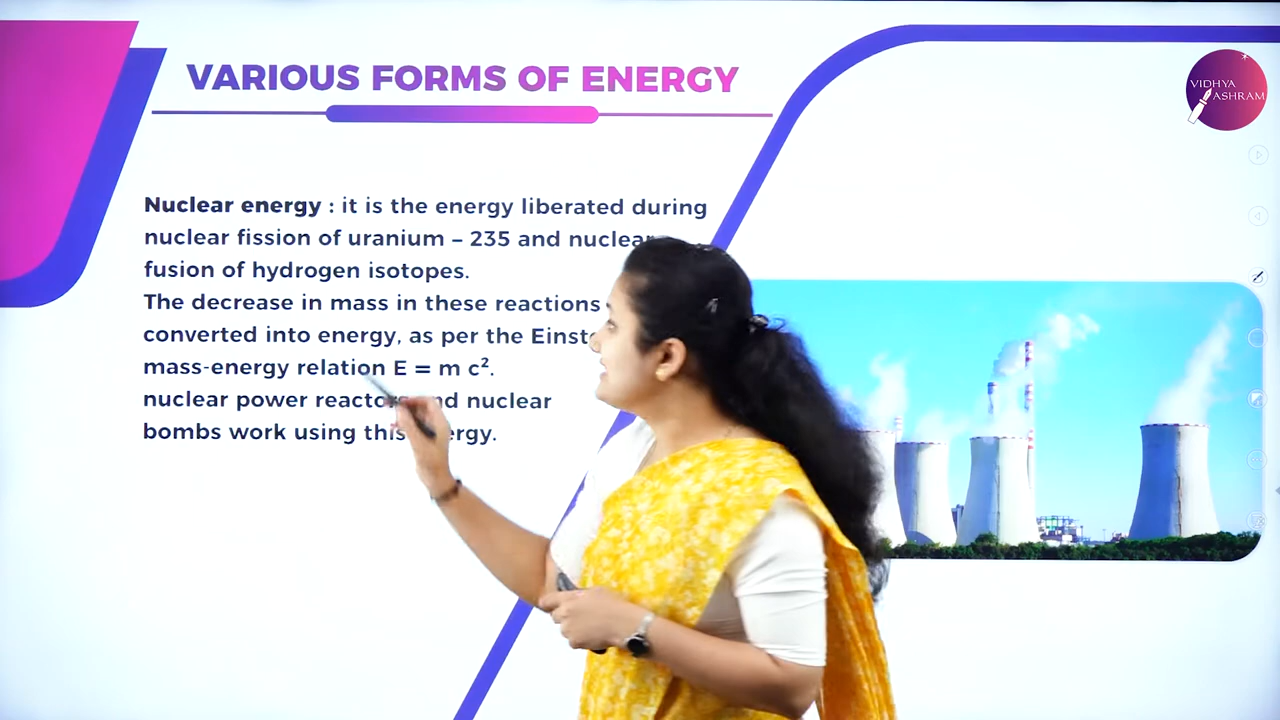 VARIOUS FORMS OF ENERGY
VIDHYA
ASHRAM
Nuclear energy : it is the energy liberated during
nuclear fission of uranium – 235 and nuclear
fusion of hydrogen isotopes.
The decrease in mass in these reactions
converted into energy, as per the
mass-energy relation E = m c².
nuclear power nuclear
bombs work using